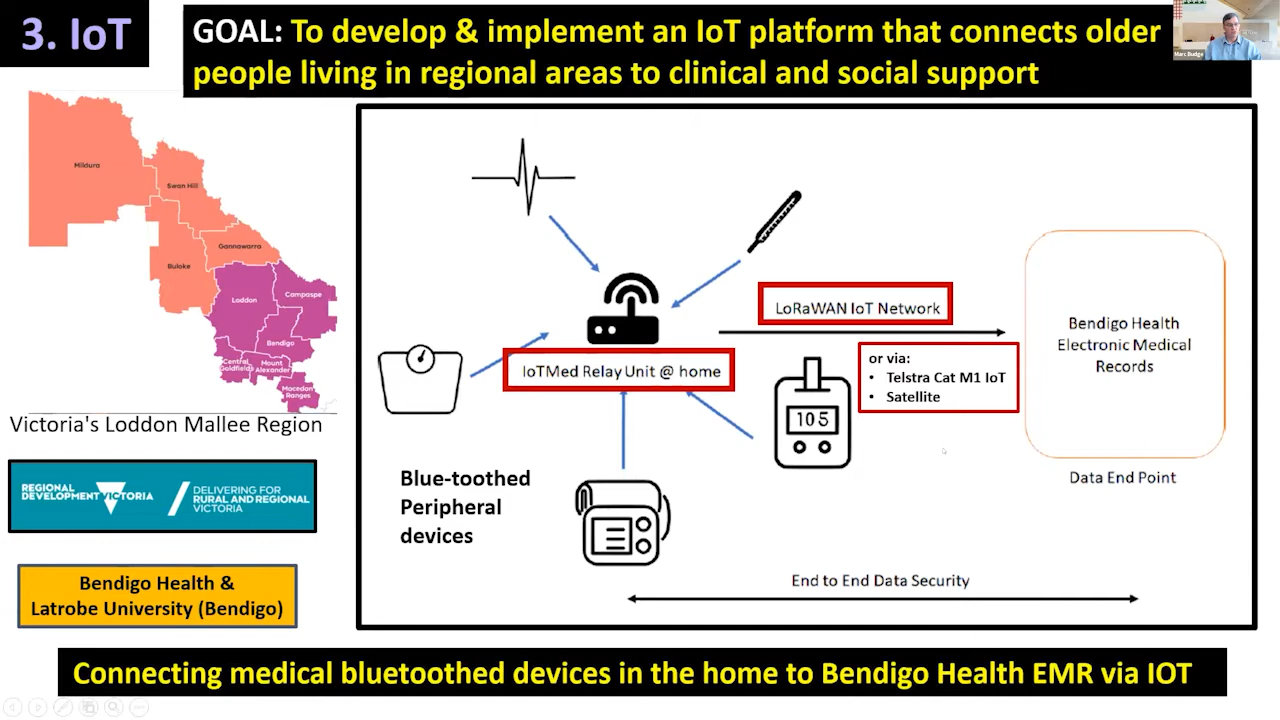 3. IoT
GOAL: To develop & implement an IoT platform that connects older
people living in regional areas to clinical and social support
Marc Budge
Mildura
Swan Hill
Gannawarra
Buloke
Loddon
Campaspe
Bendigo
Central
Goldfields
Mount
Alexander
Macedon
Ranges
Victoria's Loddon Mallee Region
REGIONAL
DEVELOPMENT VICTORIA
DELIVERING FOR
RURAL AND REGIONAL
VICTORIA
Bendigo Health &
Latrobe University (Bendigo)
LoRaWAN IoT Network
IoTMed Relay Unit @ home
or via:
• Telstra Cat M1 IoT
• Satellite
105
Bendigo Health
Electronic Medical
Records
Data End Point
Blue-toothed
Peripheral
devices
End to End Data Security
Connecting medical bluetoothed devices in the home to Bendigo Health EMR via IOT